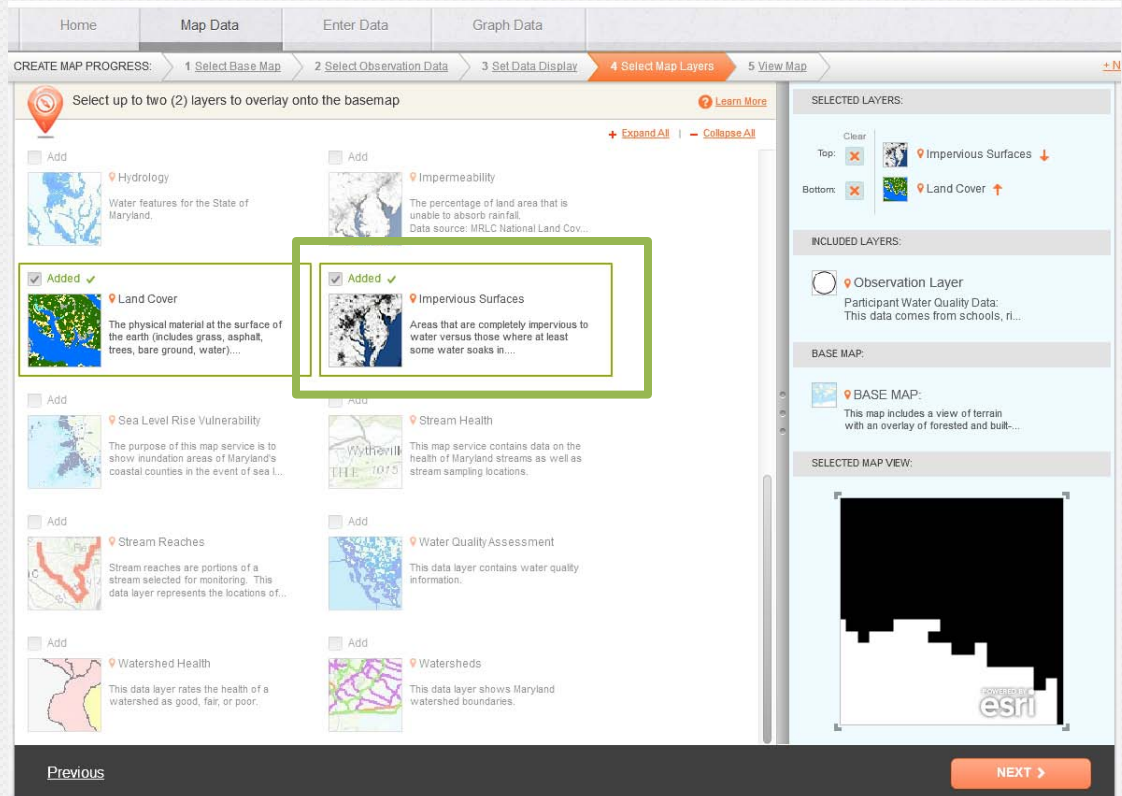 Home
Map Data
Enter Data
Graph Data
CREATE MAP PROGRESS:
1 Select Base Map
2 Select Observation Data
3 Set Data Display
4 Select Map Layers
5 View Map
+ N
Select up to two (2) layers to overlay onto the basemap
? Learn More
+ Expand All | − Collapse All
Add
Hydrology
Water features for the State of
Maryland.
Add
Impermeability
The percentage of land area that is
unable to absorb rainfall.
Data source: MRLC National Land Cov...
Added
Land Cover
The physical material at the surface of
the earth (includes grass, asphalt,
trees, bare ground, water)....
Added
Impervious Surfaces
Areas that are completely impervious to
water versus those where at least
some water soaks in....
Add
Sea Level Rise Vulnerability
The purpose of this map service is to
show inundation areas of Maryland's
coastal counties in the event of sea l...
Add
Stream Health
This map service contains data on the
health of Maryland streams as well as
stream sampling locations.
Wythevill
THE 1015
Add
Stream Reaches
Stream reaches are portions of a
stream selected for monitoring. This
data layer represents the locations of...
Add
Water Quality Assessment
This data layer contains water quality
information.
Add
Watershed Health
This data layer rates the health of a
watershed as good, fair, or poor.
Add
Watersheds
This data layer shows Maryland
watershed boundaries.
SELECTED LAYERS:
Clear
Top:
Impervious Surfaces
Bottom:
Land Cover
INCLUDED LAYERS:
Observation Layer
Participant Water Quality Data:
This data comes from schools, ri...
BASE MAP:
BASE MAP:
This map includes a view of terrain
with an overlay of forested and built-...
SELECTED MAP VIEW:
POWERED BY
esri
Previous
NEXT